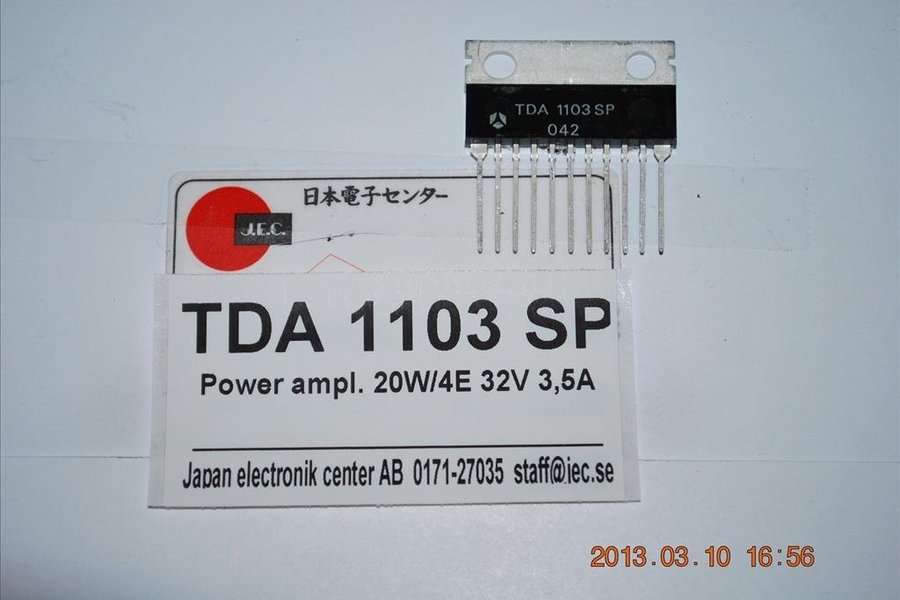 TDA 1103 SP
042
日本電子センター
J.E.C.
TDA 1103 SP
Power ampl. 20W/4E 32V 3,5A
Japan electronik center AB 0171-27035 staff@jec.se
2013.03.10 16:56